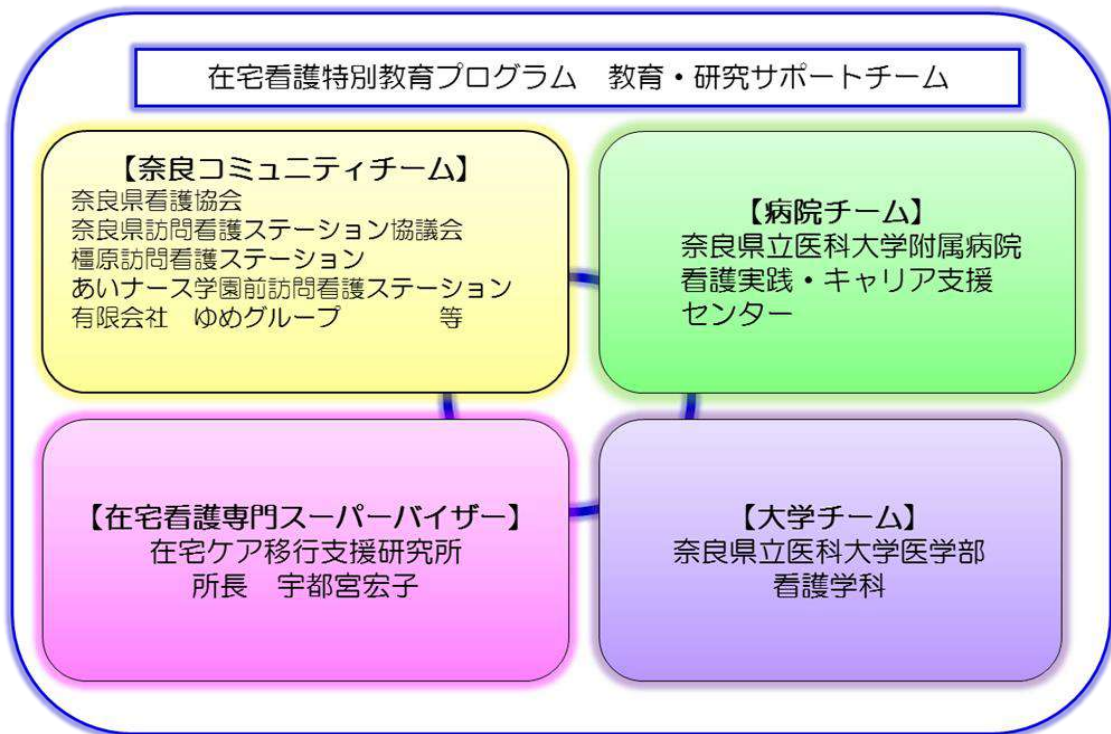 在宅看護特別教育プログラム　教育・研究サポートチーム
【奈良コミュニティチーム】
奈良県看護協会
奈良県訪問看護ステーション協議会
橿原訪問看護ステーション
あいナース学園前訪問看護ステーション
有限会社　ゆめグループ　　　　等
【病院チーム】
奈良県立医科大学附属病院
看護実践・キャリア支援
センター
【在宅看護専門スーパーバイザー】
在宅ケア移行支援研究所
所長　宇都宮宏子
【大学チーム】
奈良県立医科大学医学部
看護学科